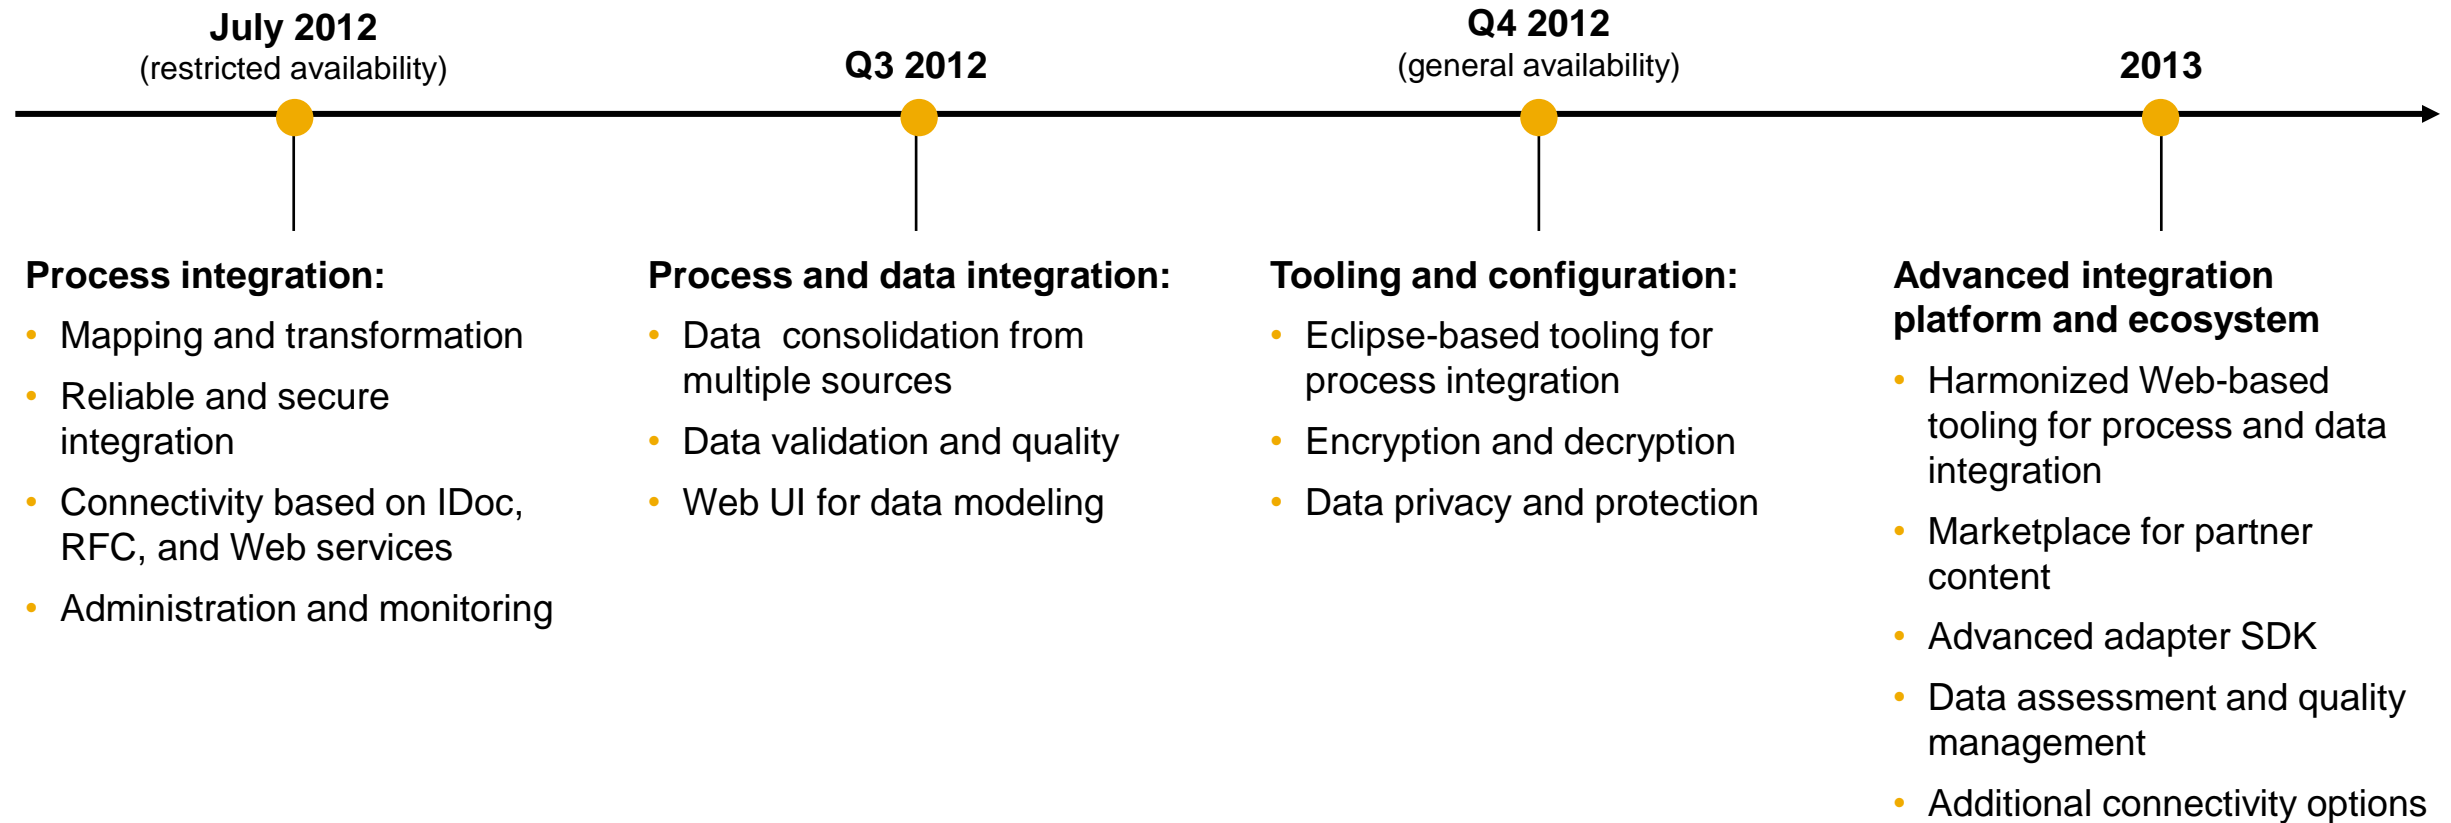 July 2012
(restricted availability)
Q3 2012
Q4 2012
(general availability)
2013
Process integration:
• Mapping and transformation
• Reliable and secure
integration
• Connectivity based on IDoc,
RFC, and Web services
• Administration and monitoring
Process and data integration:
• Data  consolidation from
multiple sources
• Data validation and quality
• Web UI for data modeling
Tooling and configuration:
• Eclipse-based tooling for
process integration
• Encryption and decryption
• Data privacy and protection
Advanced integration
platform and ecosystem
• Harmonized Web-based
tooling for process and data
integration
• Marketplace for partner
content
• Advanced adapter SDK
• Data assessment and quality
management
• Additional connectivity options